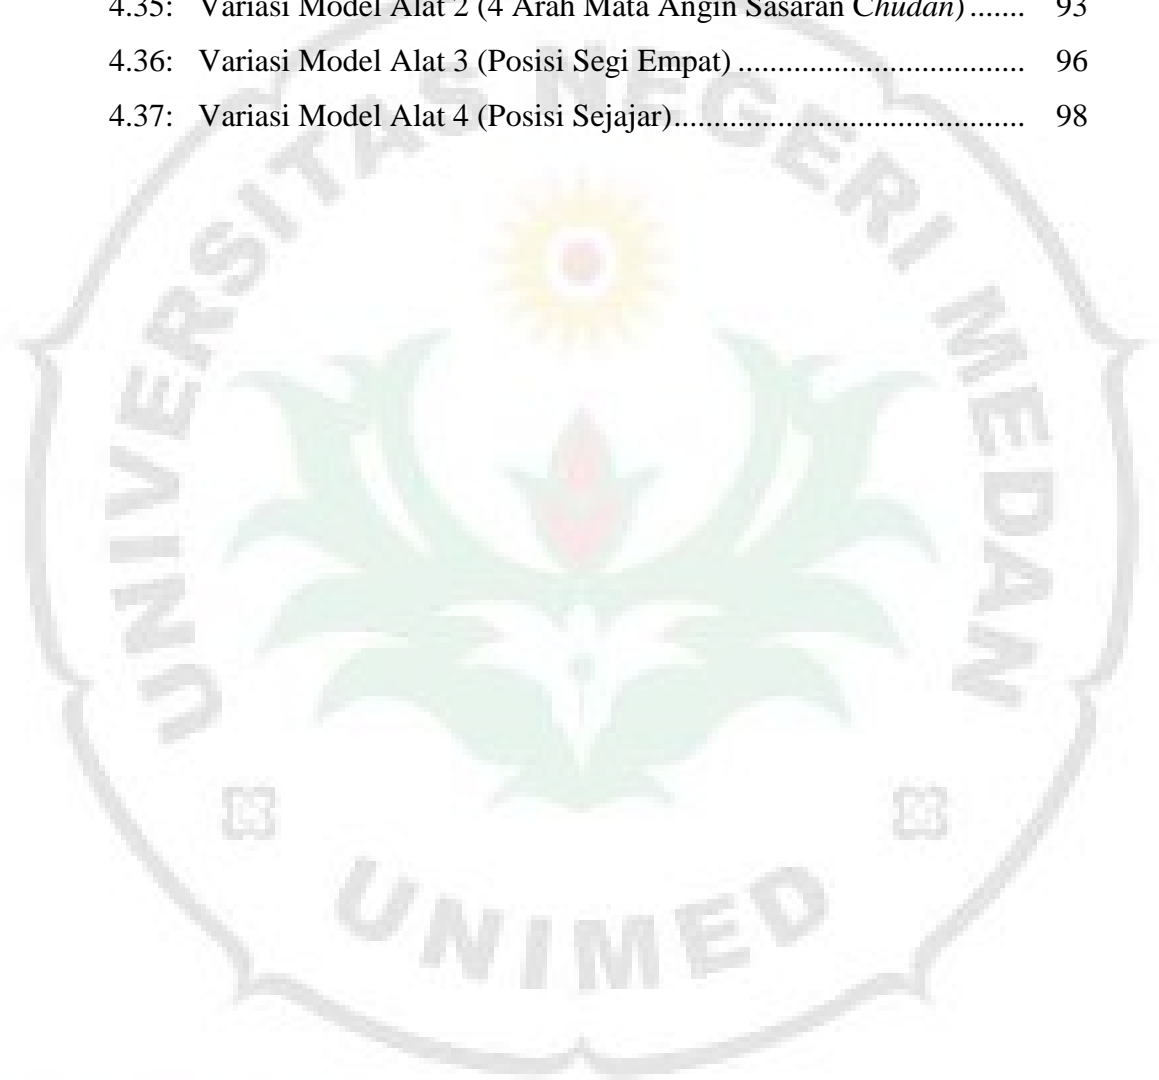 4.35: Variasi Model Alat 2 (4 Arah Mata Angin Sasaran Chudan) ....... 93
4.36: Variasi Model Alat 3 (Posisi Segi Empat) ................................... 96
4.37: Variasi Model Alat 4 (Posisi Sejajar)........................................... 98
UNIVERSITAS NEGERI MEDAN
UNIMED